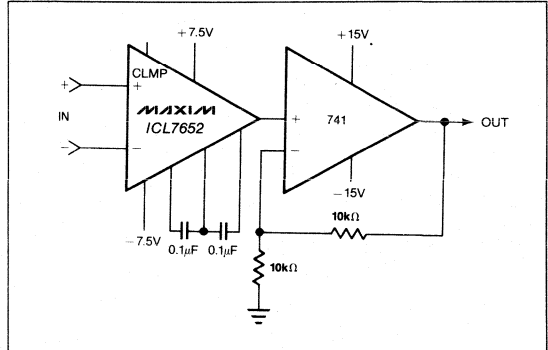 +7.5V
+15V
CLMP
+
+
MAXIM
ICL7652
IN
−
−
+
741
−
OUT
−15V
−7.5V
0.1μF
0.1μF
10kΩ
10kΩ